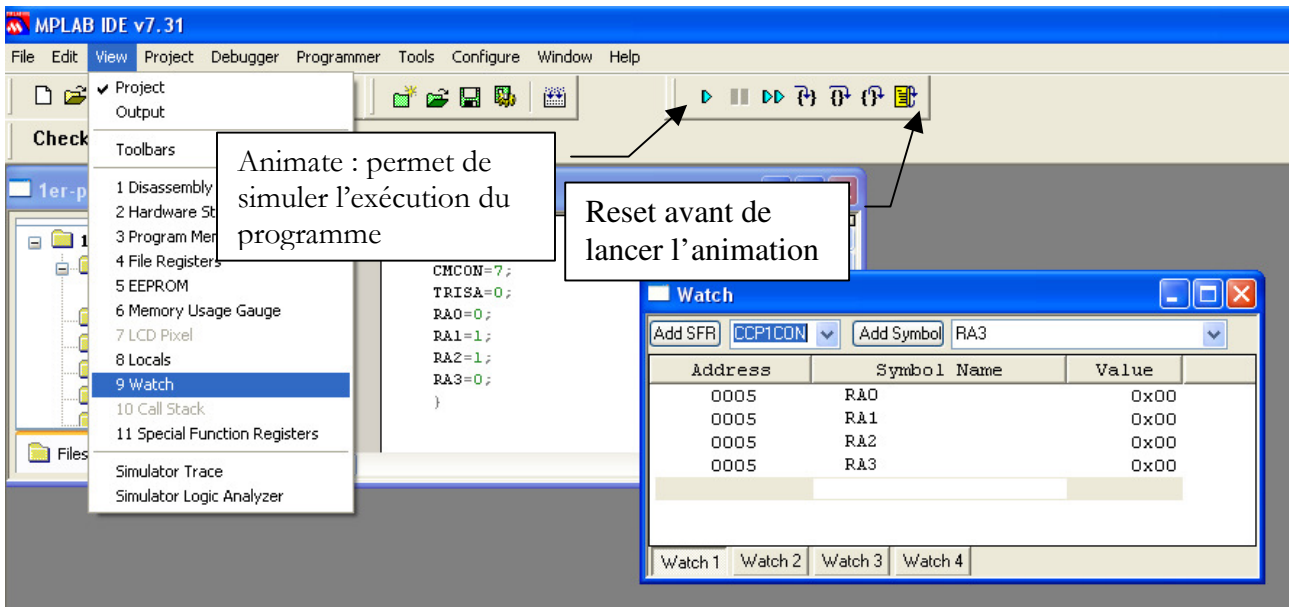 MPLAB IDE v7.31
File Edit View Project Debugger Programmer Tools Configure Window Help
✓ Project
Output
Toolbars
1 Disassembly
2 Hardware St
3 Program Mem
4 File Registers
5 EEPROM
6 Memory Usage Gauge
7 LCD Pixel
8 Locals
9 Watch
10 Call Stack
11 Special Function Registers
Simulator Trace
Simulator Logic Analyzer
Check
1er-p
1
Files
Animate : permet de
simuler l’exécution du
programme
Reset avant de
lancer l’animation
CMCON=7;
TRISA=0;
RA0=0;
RA1=1;
RA2=1;
RA3=0;
}
Watch
Add SFR CCP1CON Add Symbol RA3
Address Symbol Name Value
0005 RA0 0x00
0005 RA1 0x00
0005 RA2 0x00
0005 RA3 0x00
Watch 1 Watch 2 Watch 3 Watch 4